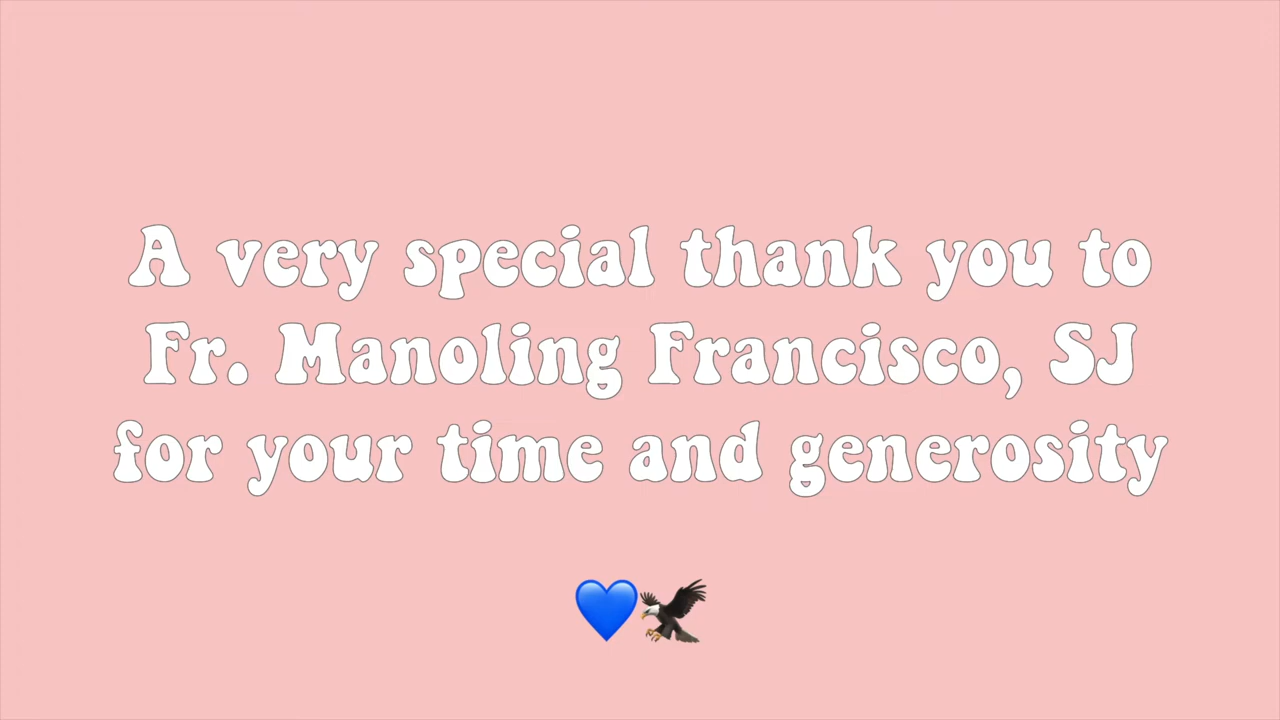 A very special thank you to
Fr. Manoling Francisco, SJ
for your time and generosity